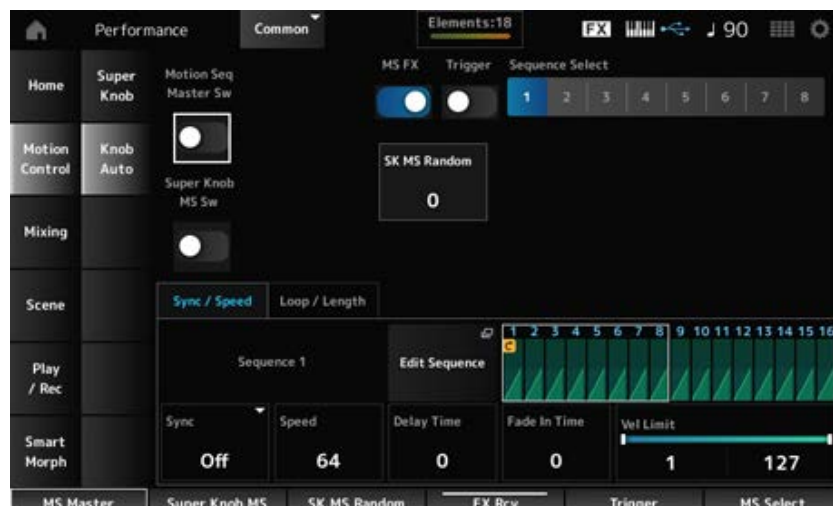 Performance
Common
Elements:18
FX
♩ 90
Home
Super Knob
Motion Control
Knob Auto
Mixing
Scene
Play / Rec
Smart Morph
Motion Seq
Master Sw
Super Knob
MS Sw
MS FX
Trigger
Sequence Select
1 2 3 4 5 6 7 8
SK MS Random
0
Sync / Speed
Loop / Length
Sequence 1
Edit Sequence
1 2 3 4 5 6 7 8 9 10 11 12 13 14 15 16
C
Sync
Off
Speed
64
Delay Time
0
Fade In Time
0
Vel Limit
1
127
MS Master
Super Knob MS
SK MS Random
FX Rcv
Trigger
MS Select